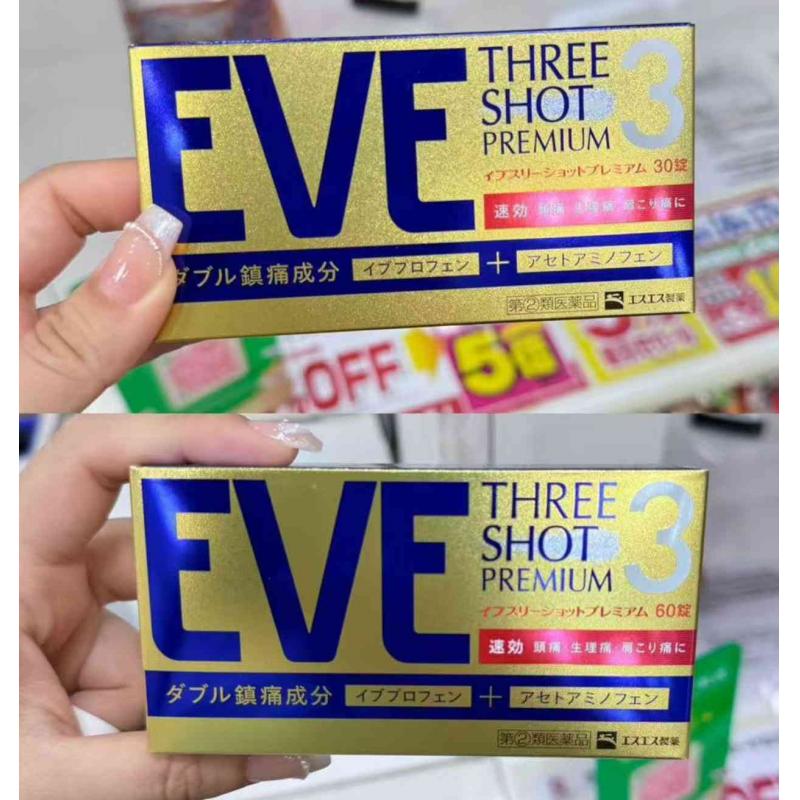 EVE
THREE
SHOT
PREMIUM
3
イブスリーショットプレミアム 30錠
速効 頭痛 生理痛 肩こり痛に
ダブル鎮痛成分 イブプロフェン + アセトアミノフェン
指定②類医薬品 エスエス製薬
OFF
5
EVE
THREE
SHOT
PREMIUM
3
イブスリーショットプレミアム 60錠
速効 頭痛 生理痛 肩こり痛に
ダブル鎮痛成分 イブプロフェン + アセトアミノフェン
指定②類医薬品 エスエス製薬